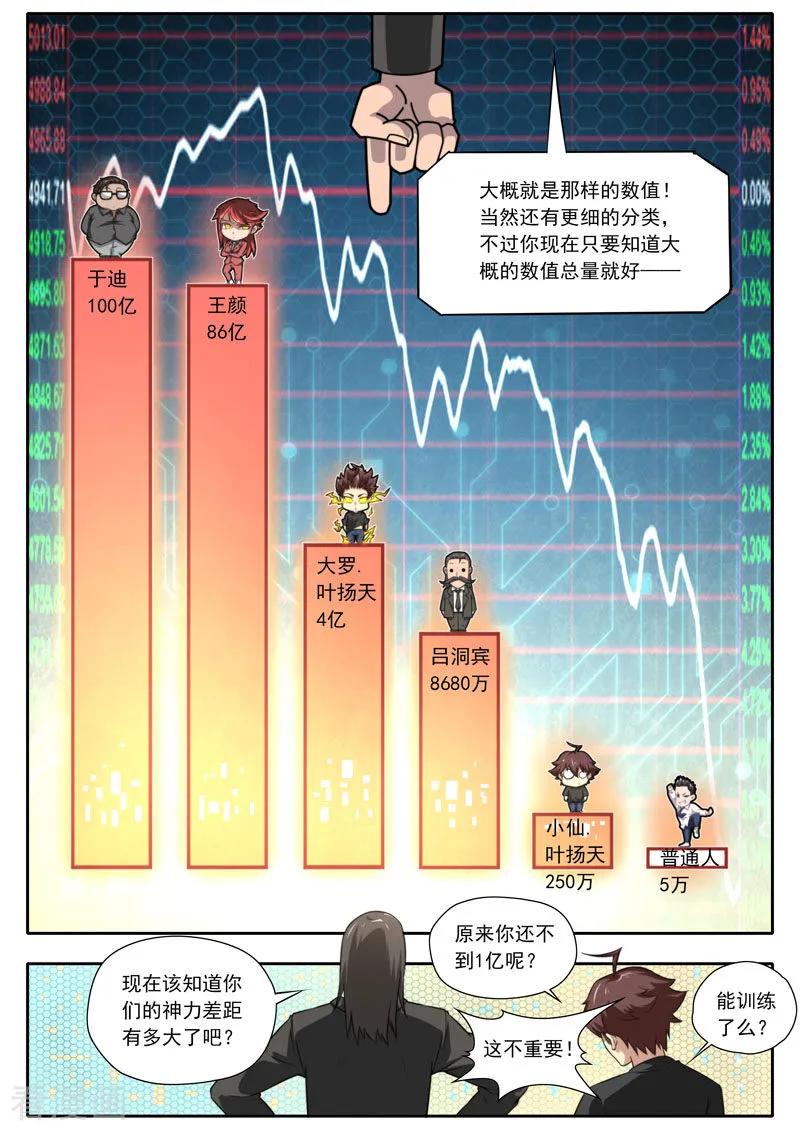 5013.01
1.44%
4988.84
0.95%
4965.88
0.49%
4941.71
0.00%
4918.75
0.46%
4895.80
0.93%
4871.63
1.42%
4848.67
1.88%
4825.71
2.35%
4801.54
2.84%
3.30%
3.77%
4.25%
大概就是那样的数值！
当然还有更细的分类，
不过你现在只要知道大
概的数值总量就好——
于迪
100亿
王颜
86亿
大罗.
叶扬天
4亿
吕洞宾
8680万
小仙.
叶扬天
250万
普通人
5万
现在该知道你
们的神力差距
有多大了吧？
原来你还不
到1亿呢？
这不重要！
能训练
了么？
看漫画